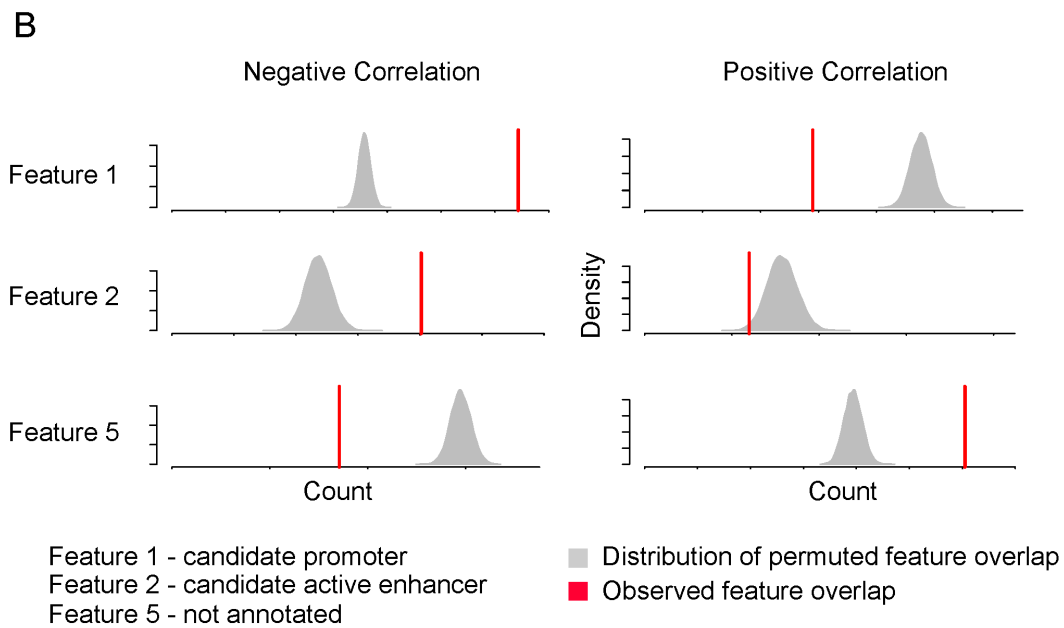 B
Negative Correlation
Positive Correlation
Feature 1
Feature 2
Density
Feature 5
Count
Count
Feature 1 - candidate promoter
Feature 2 - candidate active enhancer
Feature 5 - not annotated
Distribution of permuted feature overlap
Observed feature overlap